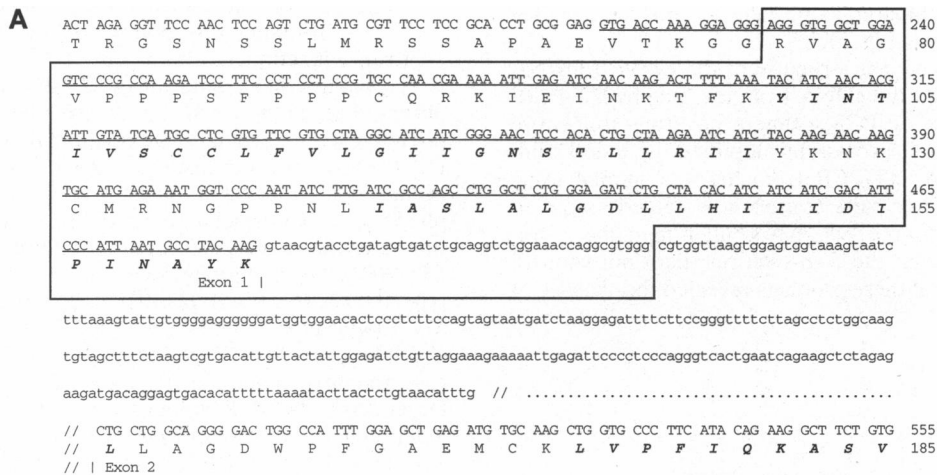 A
ACT AGA GGT TCC AAC TCC AGT CTG ATG CGT TCC TCC GCA CCT GCG GAG GTG ACC AAA GGA GGG AGG GTG GCT GGA 240
T R G S N S S L M R S S A P A E V T K G G R V A G 80
GTC CCG CCA AGA TCC TTC CCT CCT CCG TGC CAA CGA AAA ATT GAG ATC AAC AAG ACT TTT AAA TAC ATC AAC ACG 315
V P P P S F P P P C Q R K I E I N K T F K Y I N T 105
ATT GTA TCA TGC CTC GTG TTC GTG CTA GGC ATC ATC GGG AAC TCC ACA CTG CTA AGA ATC ATC TAC AAG AAC AAG 390
I V S C C L F V L G I I G N S T L L R I I Y K N K 130
TGC ATG AGA AAT GGT CCC AAT ATC TTG ATC GCC AGC CTG GCT CTG GGA GAT CTG CTA CAC ATC ATC ATC GAC ATT 465
C M R N G P P N L I A S L A L G D L L H I I I D I 155
CCC ATT AAT GCC TAC AAG gtaacgtacctgatagtgatctgcaggtctggaaaccaggcgtggg cgtggttaagtggagtggtaaagtaatc
P I N A Y K
Exon 1 |
tttaaagtattgtggggaggggggatggtggaacactccctcttccagtagtaatgatctaaggagattttcttccgggttttcttagcctctggcaag
tgtagctttctaagtcgtgacattgttactattggagatctgttaggaaagaaaaattgagattcccctcccagggtcactgaatcagaagctctagag
aagatgacaggagtgacacatttttaaaatacttactctgtaacatttg // ..........................................
// CTG CTG GCA GGG GAC TGG CCA TTT GGA GCT GAG ATG TGC AAG CTG GTG CCC TTC ATA CAG AAG GCT TCT GTG 555
// L L A G D W P F G A E M C K L V P F I Q K A S V 185
// | Exon 2